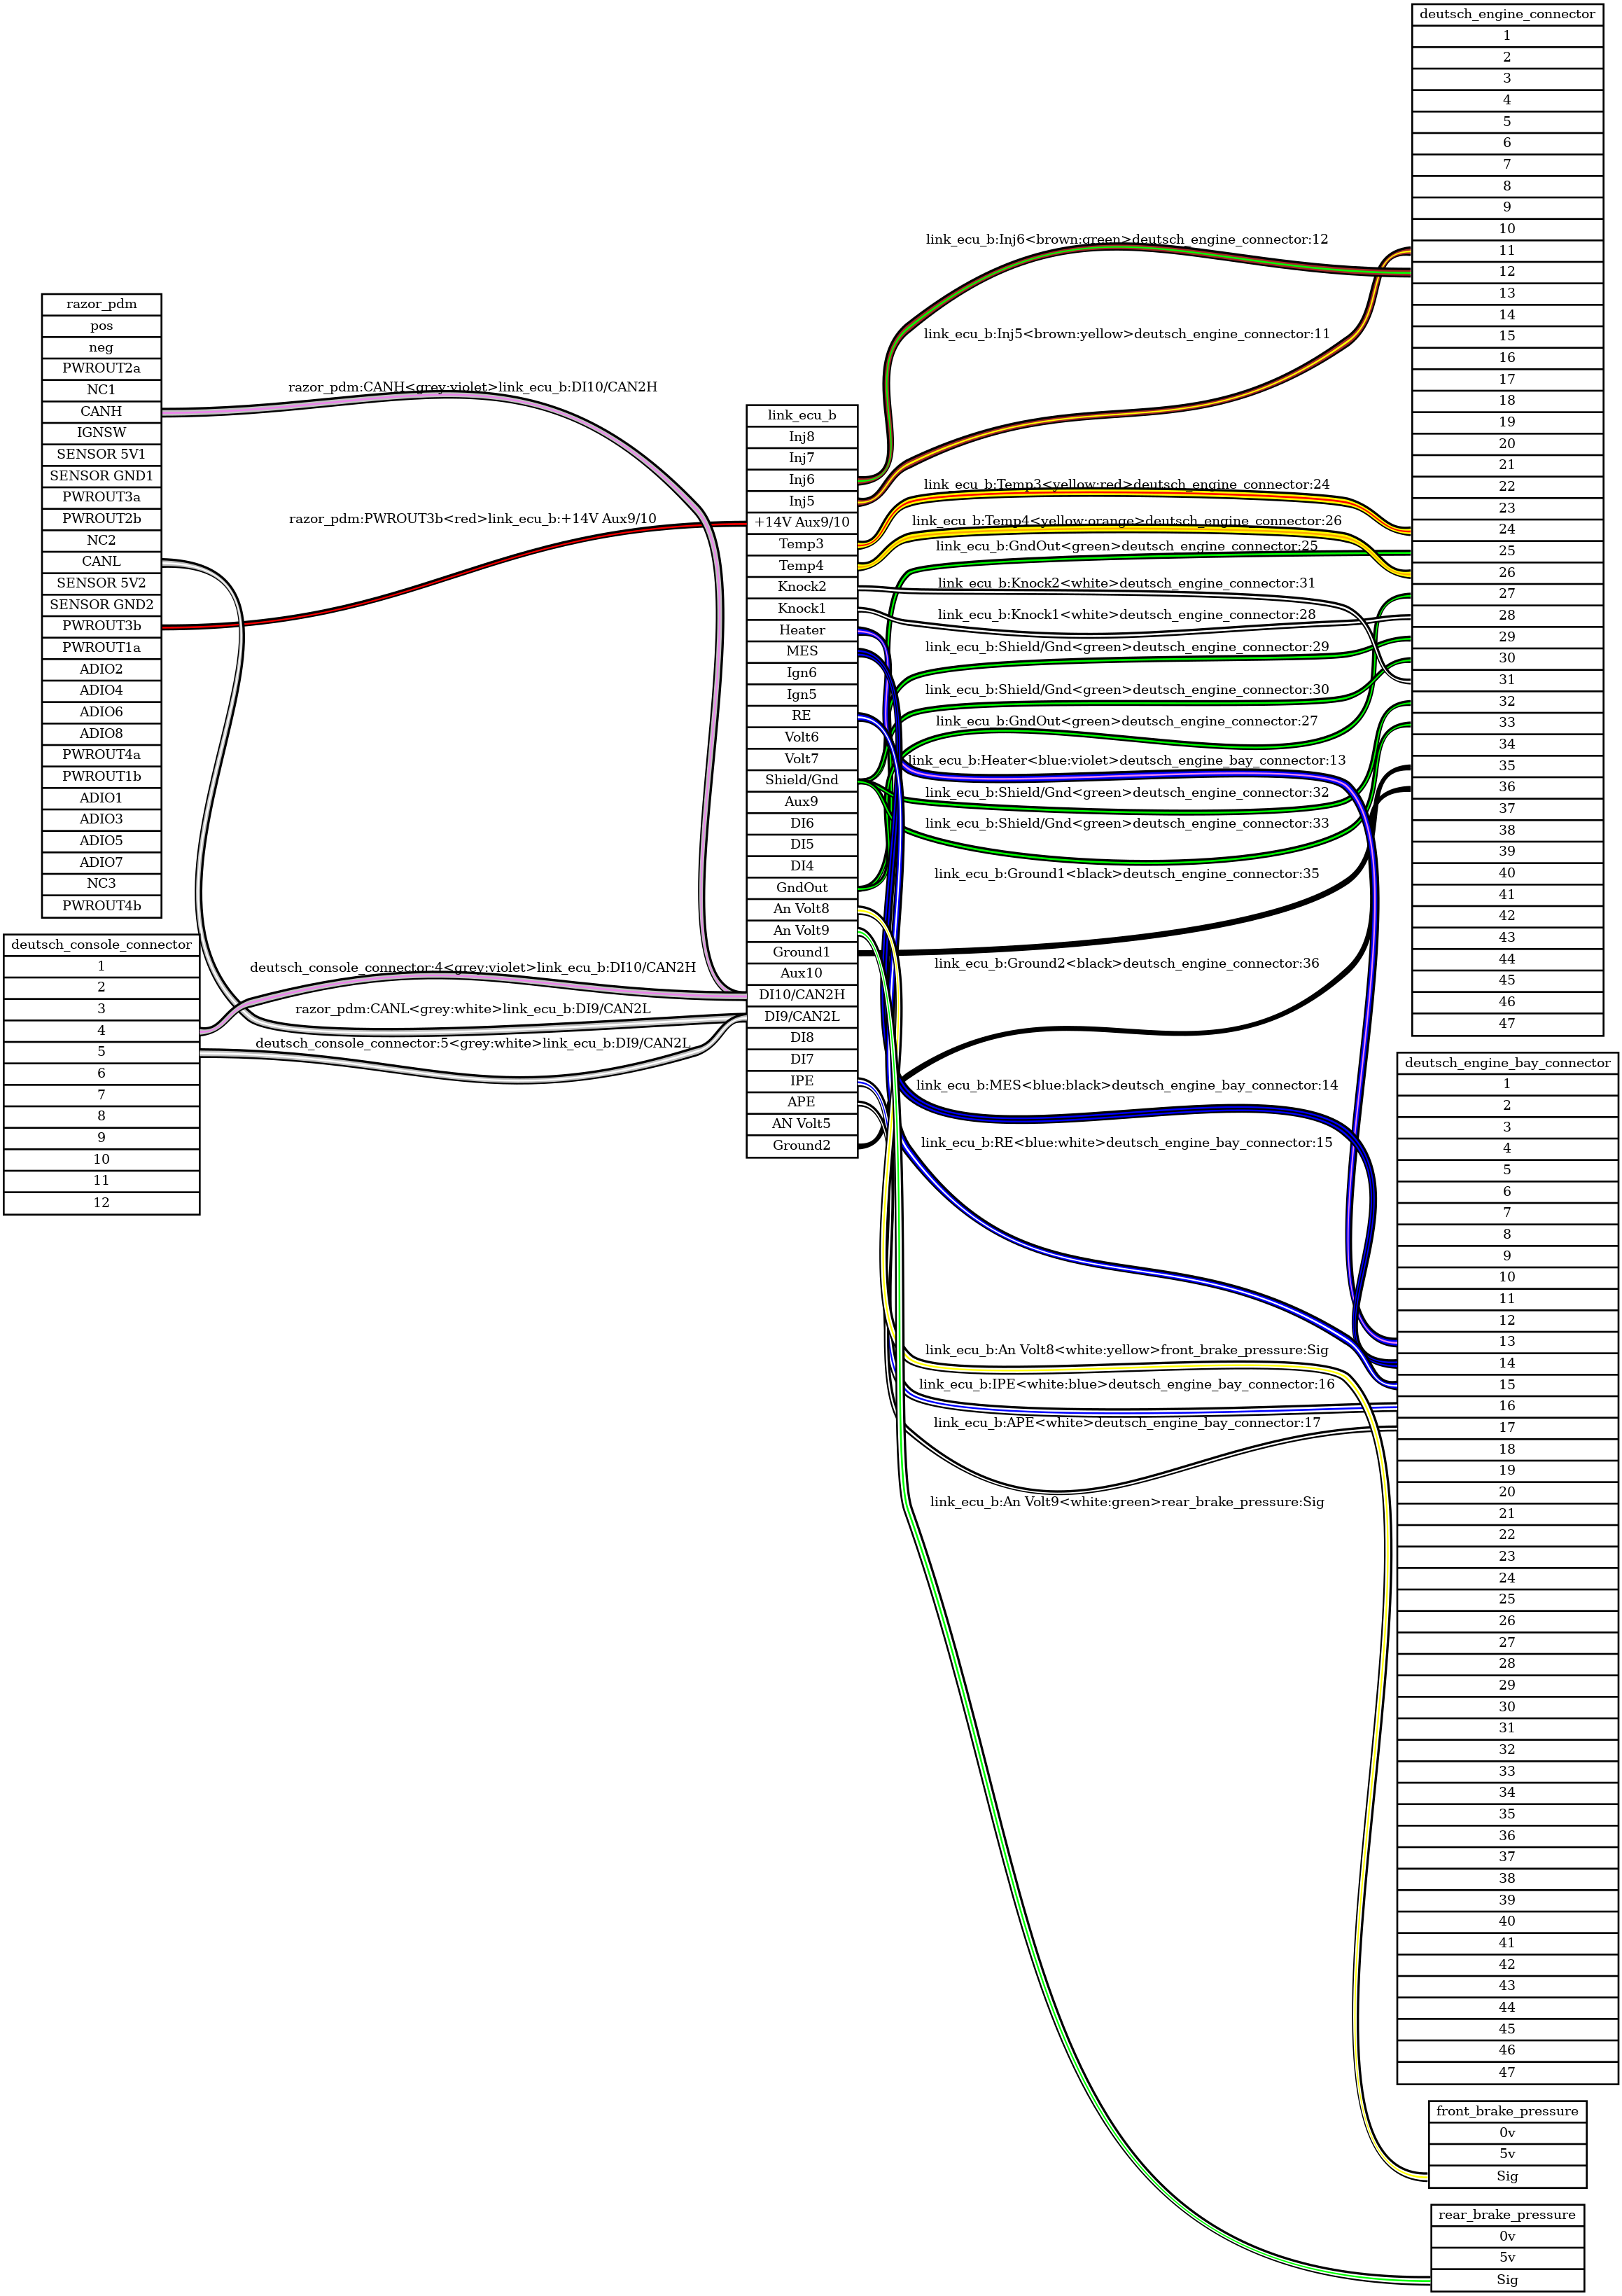 razor_pdm
pos
neg
PWROUT2a
NC1
CANH
IGNSW
SENSOR 5V1
SENSOR GND1
PWROUT3a
PWROUT2b
NC2
CANL
SENSOR 5V2
SENSOR GND2
PWROUT3b
PWROUT1a
ADIO2
ADIO4
ADIO6
ADIO8
PWROUT4a
PWROUT1b
ADIO1
ADIO3
ADIO5
ADIO7
NC3
PWROUT4b
deutsch_console_connector
1
2
3
4
5
6
7
8
9
10
11
12
razor_pdm:CANH<grey:violet>link_ecu_b:DI10/CAN2H
razor_pdm:PWROUT3b<red>link_ecu_b:+14V Aux9/10
deutsch_console_connector:4<grey:violet>link_ecu_b:DI10/CAN2H
razor_pdm:CANL<grey:white>link_ecu_b:DI9/CAN2L
deutsch_console_connector:5<grey:white>link_ecu_b:DI9/CAN2L
link_ecu_b
Inj8
Inj7
Inj6
Inj5
+14V Aux9/10
Temp3
Temp4
Knock2
Knock1
Heater
MES
Ign6
Ign5
RE
Volt6
Volt7
Shield/Gnd
Aux9
DI6
DI5
DI4
GndOut
An Volt8
An Volt9
Ground1
Aux10
DI10/CAN2H
DI9/CAN2L
DI8
DI7
IPE
APE
AN Volt5
Ground2
link_ecu_b:Inj6<brown:green>deutsch_engine_connector:12
link_ecu_b:Inj5<brown:yellow>deutsch_engine_connector:11
link_ecu_b:Temp3<yellow:red>deutsch_engine_connector:24
link_ecu_b:Temp4<yellow:orange>deutsch_engine_connector:26
link_ecu_b:GndOut<green>deutsch_engine_connector:25
link_ecu_b:Knock2<white>deutsch_engine_connector:31
link_ecu_b:Knock1<white>deutsch_engine_connector:28
link_ecu_b:Shield/Gnd<green>deutsch_engine_connector:29
link_ecu_b:Shield/Gnd<green>deutsch_engine_connector:30
link_ecu_b:GndOut<green>deutsch_engine_connector:27
link_ecu_b:Heater<blue:violet>deutsch_engine_bay_connector:13
link_ecu_b:Shield/Gnd<green>deutsch_engine_connector:32
link_ecu_b:Shield/Gnd<green>deutsch_engine_connector:33
link_ecu_b:Ground1<black>deutsch_engine_connector:35
link_ecu_b:Ground2<black>deutsch_engine_connector:36
link_ecu_b:MES<blue:black>deutsch_engine_bay_connector:14
link_ecu_b:RE<blue:white>deutsch_engine_bay_connector:15
link_ecu_b:An Volt8<white:yellow>front_brake_pressure:Sig
link_ecu_b:IPE<white:blue>deutsch_engine_bay_connector:16
link_ecu_b:APE<white>deutsch_engine_bay_connector:17
link_ecu_b:An Volt9<white:green>rear_brake_pressure:Sig
deutsch_engine_connector
1
2
3
4
5
6
7
8
9
10
11
12
13
14
15
16
17
18
19
20
21
22
23
24
25
26
27
28
29
30
31
32
33
34
35
36
37
38
39
40
41
42
43
44
45
46
47
deutsch_engine_bay_connector
1
2
3
4
5
6
7
8
9
10
11
12
13
14
15
16
17
18
19
20
21
22
23
24
25
26
27
28
29
30
31
32
33
34
35
36
37
38
39
40
41
42
43
44
45
46
47
front_brake_pressure
0v
5v
Sig
rear_brake_pressure
0v
5v
Sig